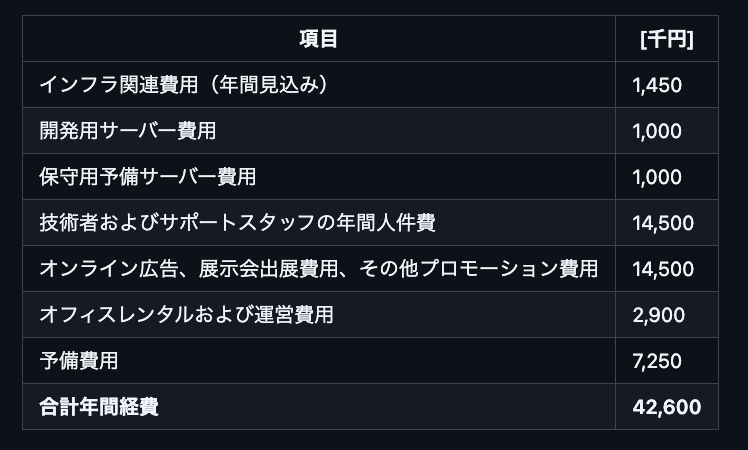 項目 [千円]
インフラ関連費用（年間見込み） 1,450
開発用サーバー費用 1,000
保守用予備サーバー費用 1,000
技術者およびサポートスタッフの年間人件費 14,500
オンライン広告、展示会出展費用、その他プロモーション費用 14,500
オフィスレンタルおよび運営費用 2,900
予備費用 7,250
合計年間経費 42,600